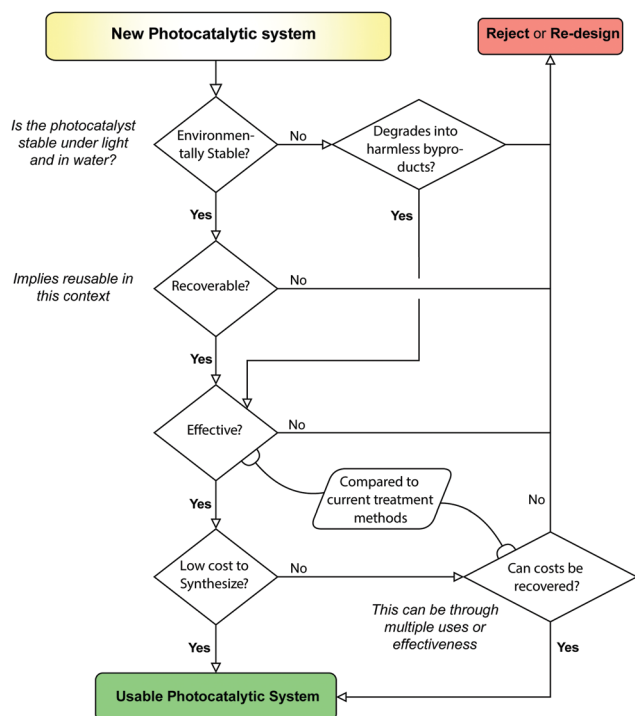 New Photocatalytic system
Reject or Re-design
Is the photocatalyst
stable under light
and in water?
Environmen-
tally Stable?
No
Degrades into
harmless bypro-
ducts?
Yes
Yes
Implies reusable in
this context
Recoverable?
No
Yes
Effective?
No
Compared to
current treatment
methods
Yes
No
Low cost to
Synthesize?
No
Can costs be
recovered?
This can be through
multiple uses or
effectiveness
Yes
Yes
Usable Photocatalytic System